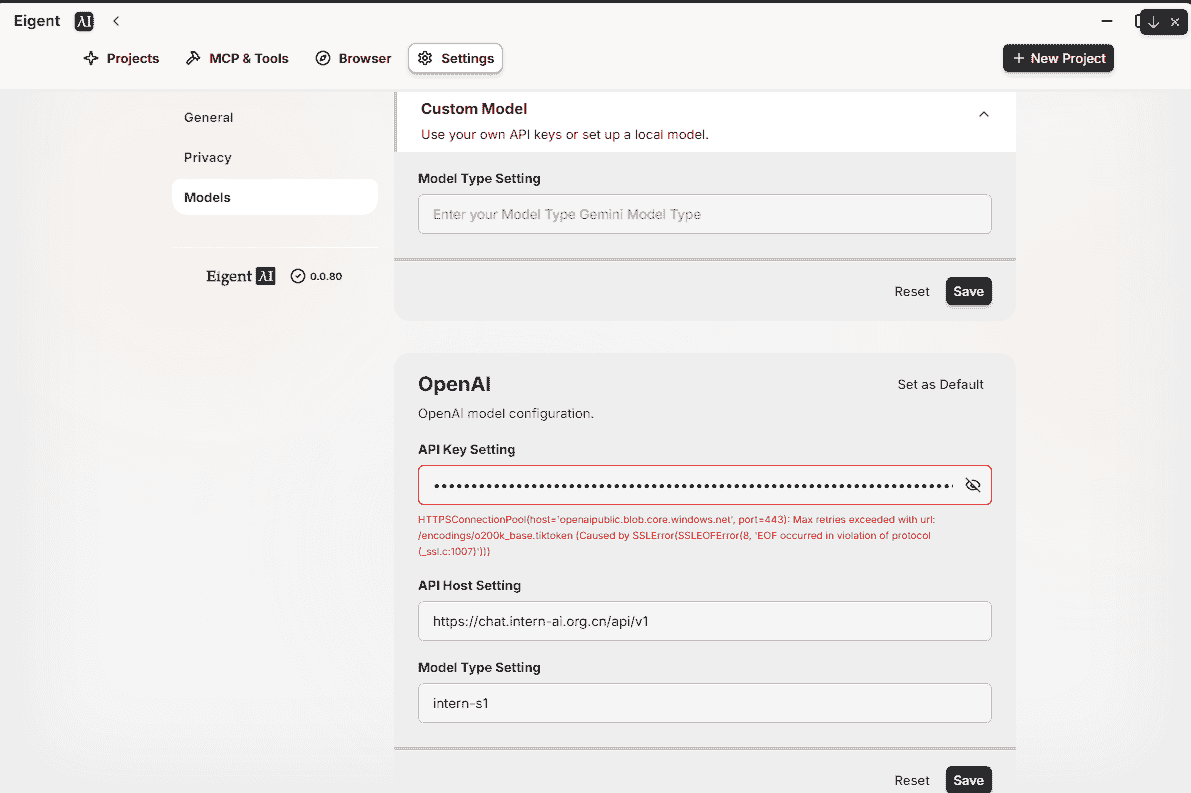 Eigent AI
Projects
MCP & Tools
Browser
Settings
+ New Project
General
Privacy
Models
Eigent AI 0.0.80
Custom Model
Use your own API keys or set up a local model.
Model Type Setting
Enter your Model Type Gemini Model Type
Reset
Save
OpenAI
Set as Default
OpenAI model configuration.
API Key Setting
HTTPSConnectionPool(host='openaipublic.blob.core.windows.net', port=443): Max retries exceeded with url:
/encodings/o200k_base.tiktoken (Caused by SSLError(SSLEOFError(8, 'EOF occurred in violation of protocol
(_ssl.c:1007)')))
API Host Setting
https://chat.intern-ai.org.cn/api/v1
Model Type Setting
intern-s1
Reset
Save